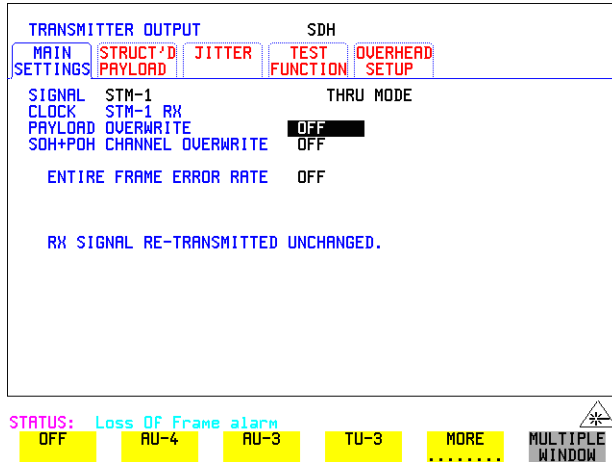 TRANSMITTER OUTPUT SDH
MAIN SETTINGS STRUCT'D PAYLOAD JITTER TEST FUNCTION OVERHEAD SETUP
SIGNAL STM-1 THRU MODE
CLOCK STM-1 RX
PAYLOAD OVERWRITE OFF
SOH+POH CHANNEL OVERWRITE OFF
ENTIRE FRAME ERROR RATE OFF
RX SIGNAL RE-TRANSMITTED UNCHANGED.
STATUS: Loss OF Frame alarm
OFF AU-4 AU-3 TU-3 MORE ........ MULTIPLE WINDOW